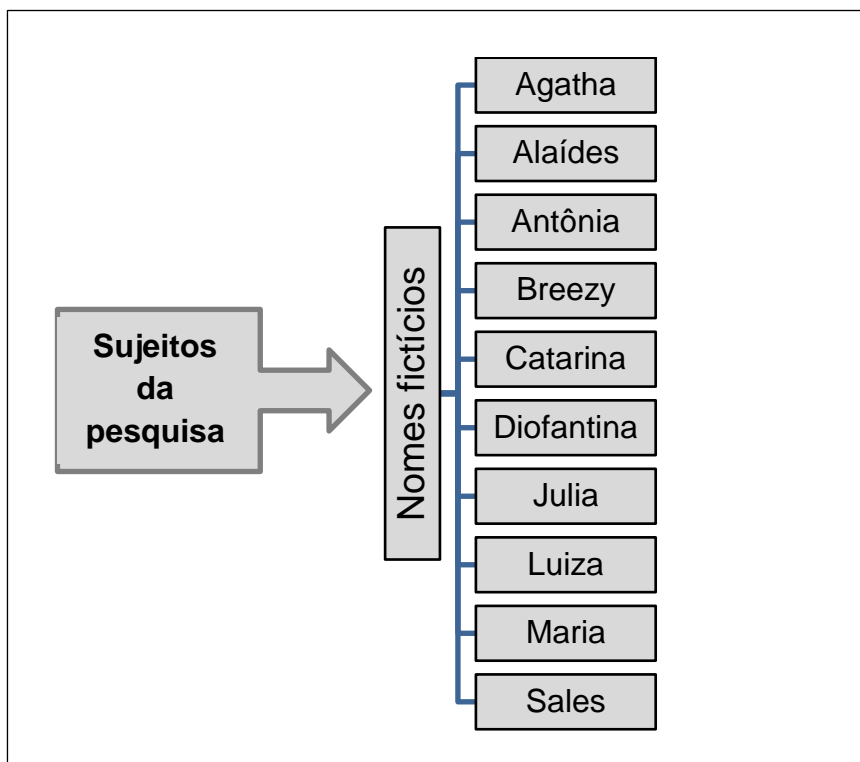 Sujeitos
da
pesquisa
Nomes fictícios
Agatha
Alaídes
Antônia
Breezy
Catarina
Diofantina
Julia
Luiza
Maria
Sales